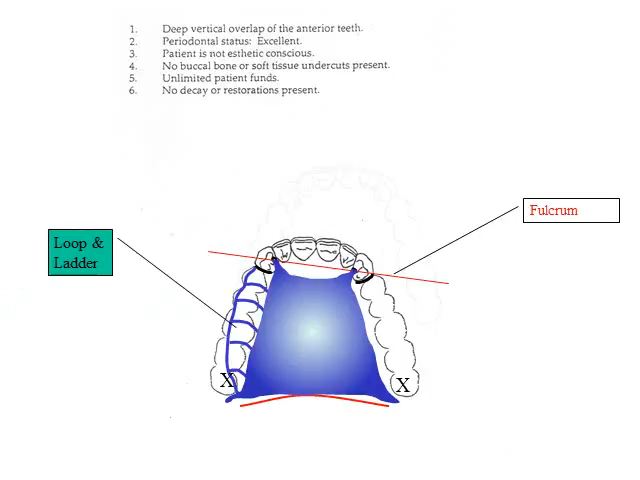 1. Deep vertical overlap of the anterior teeth.
2. Periodontal status: Excellent.
3. Patient is not esthetic conscious.
4. No buccal bone or soft tissue undercuts present.
5. Unlimited patient funds.
6. No decay or restorations present.
Fulcrum
Loop &
Ladder
X X